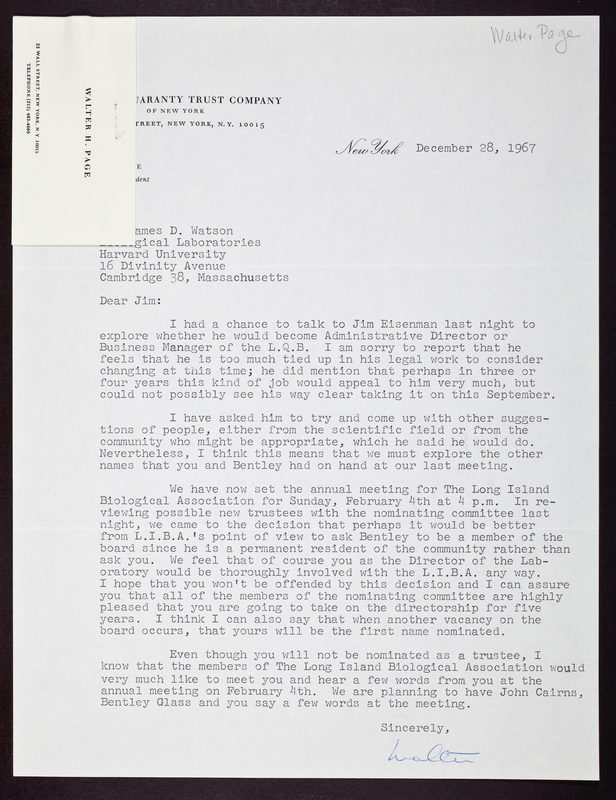 Walter Page
WALTER H. PAGE
23 WALL STREET, NEW YORK, N.Y. 10015
TELEPHONE (212) 483-4666
UARANTY TRUST COMPANY
OF NEW YORK
TREET, NEW YORK, N.Y. 10015
New York December 28, 1967
E
dent
ames D. Watson
Biological Laboratories
Harvard University
16 Divinity Avenue
Cambridge 38, Massachusetts
Dear Jim:
I had a chance to talk to Jim Eisenman last night to
explore whether he would become Administrative Director or
Business Manager of the L.Q.B. I am sorry to report that he
feels that he is too much tied up in his legal work to consider
changing at this time; he did mention that perhaps in three or
four years this kind of job would appeal to him very much, but
could not possibly see his way clear taking it on this September.
I have asked him to try and come up with other sugges-
tions of people, either from the scientific field or from the
community who might be appropriate, which he said he would do.
Nevertheless, I think this means that we must explore the other
names that you and Bentley had on hand at our last meeting.
We have now set the annual meeting for The Long Island
Biological Association for Sunday, February 4th at 4 p.m. In re-
viewing possible new trustees with the nominating committee last
night, we came to the decision that perhaps it would be better
from L.I.B.A.'s point of view to ask Bentley to be a member of the
board since he is a permanent resident of the community rather than
ask you. We feel that of course you as the Director of the Lab-
oratory would be thoroughly involved with the L.I.B.A. any way.
I hope that you won't be offended by this decision and I can assure
you that all of the members of the nominating committee are highly
pleased that you are going to take on the directorship for five
years. I think I can also say that when another vacancy on the
board occurs, that yours will be the first name nominated.
Even though you will not be nominated as a trustee, I
know that the members of The Long Island Biological Association would
very much like to meet you and hear a few words from you at the
annual meeting on February 4th. We are planning to have John Cairns,
Bentley Glass and you say a few words at the meeting.
Sincerely,
Walter